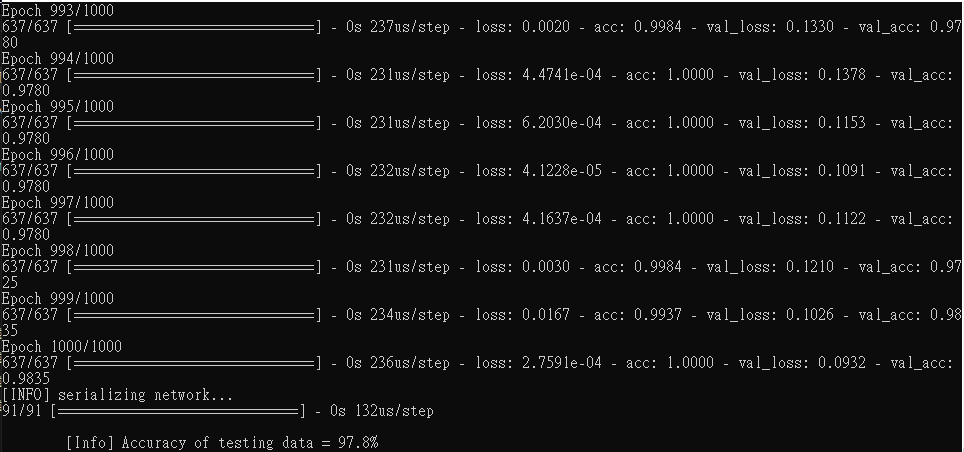 Epoch 993/1000
637/637 [==============================] - 0s 237us/step - loss: 0.0020 - acc: 0.9984 - val_loss: 0.1330 - val_acc: 0.97
80
Epoch 994/1000
637/637 [==============================] - 0s 231us/step - loss: 4.4741e-04 - acc: 1.0000 - val_loss: 0.1378 - val_acc:
0.9780
Epoch 995/1000
637/637 [==============================] - 0s 231us/step - loss: 6.2030e-04 - acc: 1.0000 - val_loss: 0.1153 - val_acc:
0.9780
Epoch 996/1000
637/637 [==============================] - 0s 232us/step - loss: 4.1228e-05 - acc: 1.0000 - val_loss: 0.1091 - val_acc:
0.9780
Epoch 997/1000
637/637 [==============================] - 0s 232us/step - loss: 4.1637e-04 - acc: 1.0000 - val_loss: 0.1122 - val_acc:
0.9780
Epoch 998/1000
637/637 [==============================] - 0s 231us/step - loss: 0.0030 - acc: 0.9984 - val_loss: 0.1210 - val_acc: 0.97
25
Epoch 999/1000
637/637 [==============================] - 0s 234us/step - loss: 0.0167 - acc: 0.9937 - val_loss: 0.1026 - val_acc: 0.98
35
Epoch 1000/1000
637/637 [==============================] - 0s 236us/step - loss: 2.7591e-04 - acc: 1.0000 - val_loss: 0.0932 - val_acc:
0.9835
[INFO] serializing network...
91/91 [==============================] - 0s 132us/step
[Info] Accuracy of testing data = 97.8%